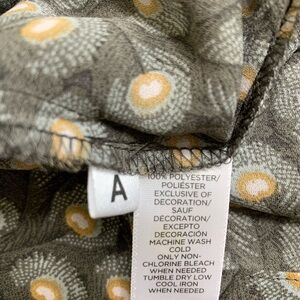 A
100% POLYESTER/
POLIÉSTER
EXCLUSIVE OF
DECORATION/
SAUF
DÉCORATION/
EXCEPTO
DECORACIÓN
MACHINE WASH
COLD
ONLY NON-
CHLORINE BLEACH
WHEN NEEDED
TUMBLE DRY LOW
COOL IRON
WHEN NEEDED